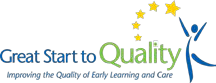 Great Start to Quality
Improving the Quality of Early Learning and Care